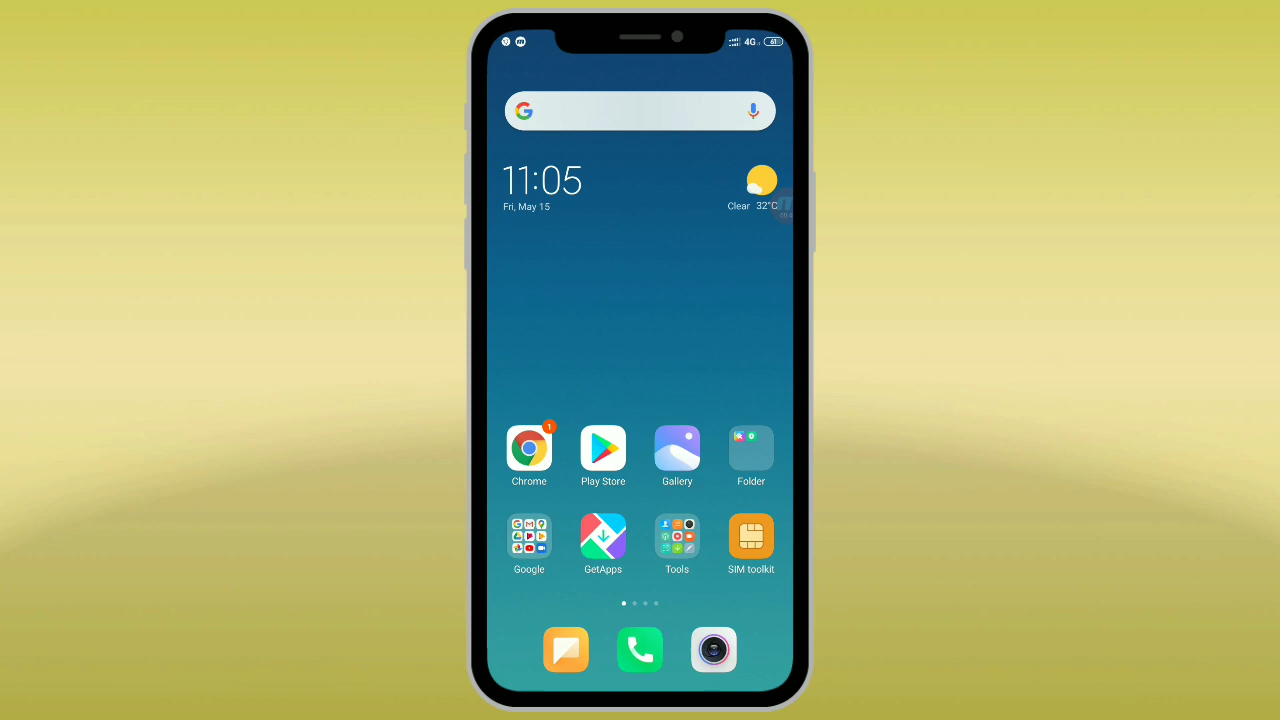 4G
61
11:05
Fri, May 15
Clear 32°C
1
Chrome
Play Store
Gallery
Folder
Google
GetApps
Tools
SIM toolkit